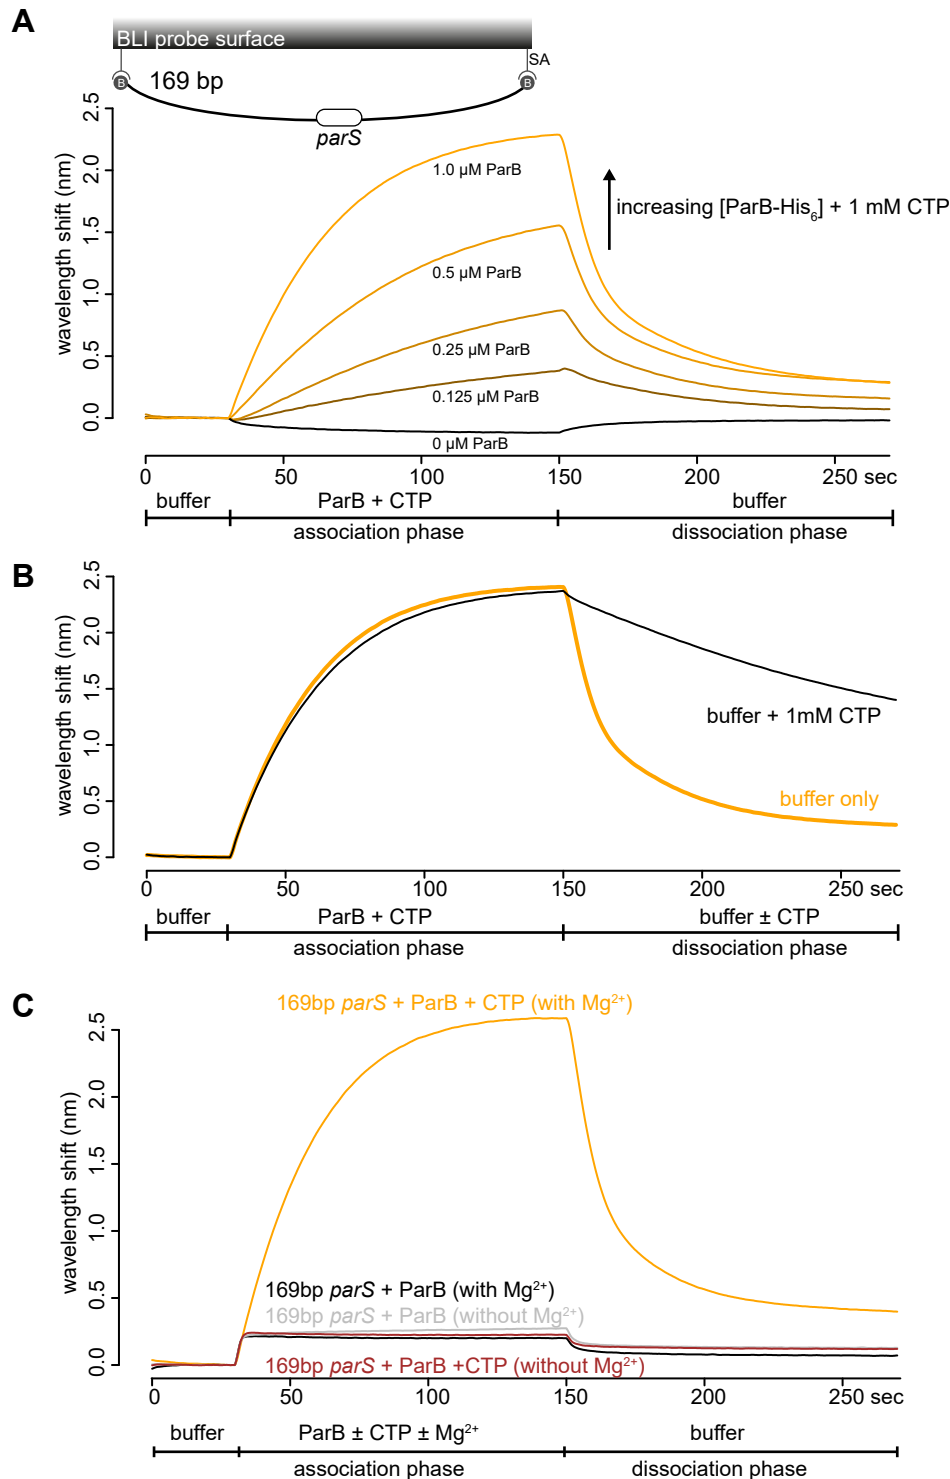 A
BLI probe surface
SA
B
B
169 bp
parS
wavelength shift (nm)
2.5
2.0
1.5
1.0
0.5
0.0
1.0 µM ParB
0.5 µM ParB
0.25 µM ParB
0.125 µM ParB
0 µM ParB
increasing [ParB-His₆] + 1 mM CTP
0 50 100 150 200 250 sec
buffer ParB + CTP buffer
association phase dissociation phase
B
wavelength shift (nm)
2.5
2.0
1.5
1.0
0.5
0.0
buffer + 1mM CTP
buffer only
0 50 100 150 200 250 sec
buffer ParB + CTP buffer ± CTP
association phase dissociation phase
C
169bp parS + ParB + CTP (with Mg²⁺)
wavelength shift (nm)
2.5
2.0
1.5
1.0
0.5
0.0
169bp parS + ParB (with Mg²⁺)
169bp parS + ParB (without Mg²⁺)
169bp parS + ParB +CTP (without Mg²⁺)
0 50 100 150 200 250 sec
buffer ParB ± CTP ± Mg²⁺ buffer
association phase dissociation phase